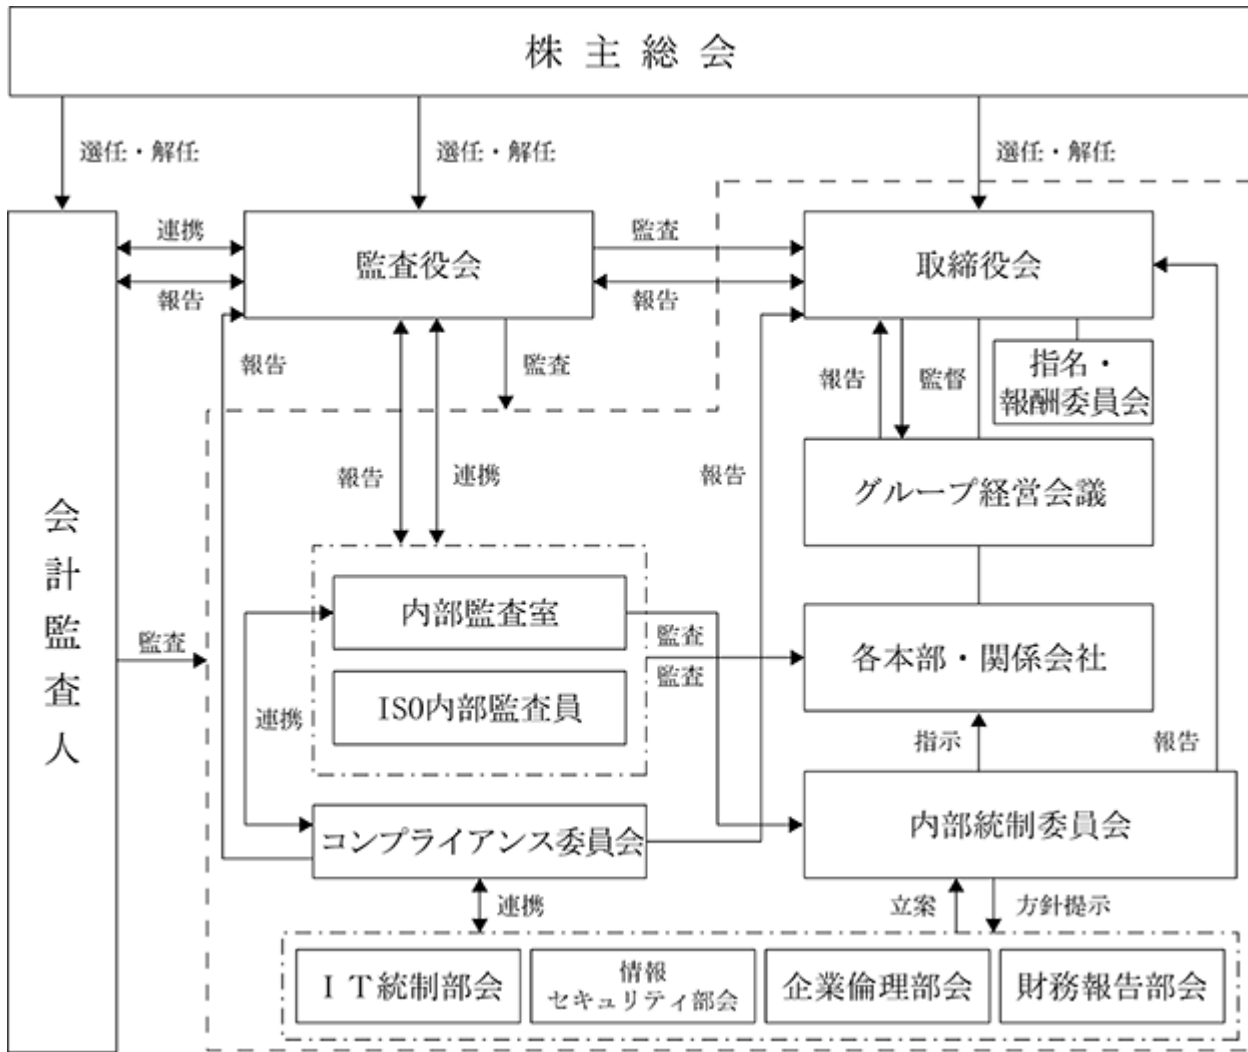 株主総会
選任・解任
選任・解任
選任・解任
連携
報告
監査役会
監査
報告
取締役会
報告
監査
報告
監督
指名・
報酬委員会
報告
連携
報告
グループ経営会議
会計監査人
監査
内部監査室
ISO内部監査員
連携
監査
監査
各本部・関係会社
指示
報告
コンプライアンス委員会
内部統制委員会
連携
立案
方針提示
IT統制部会
情報
セキュリティ部会
企業倫理部会
財務報告部会